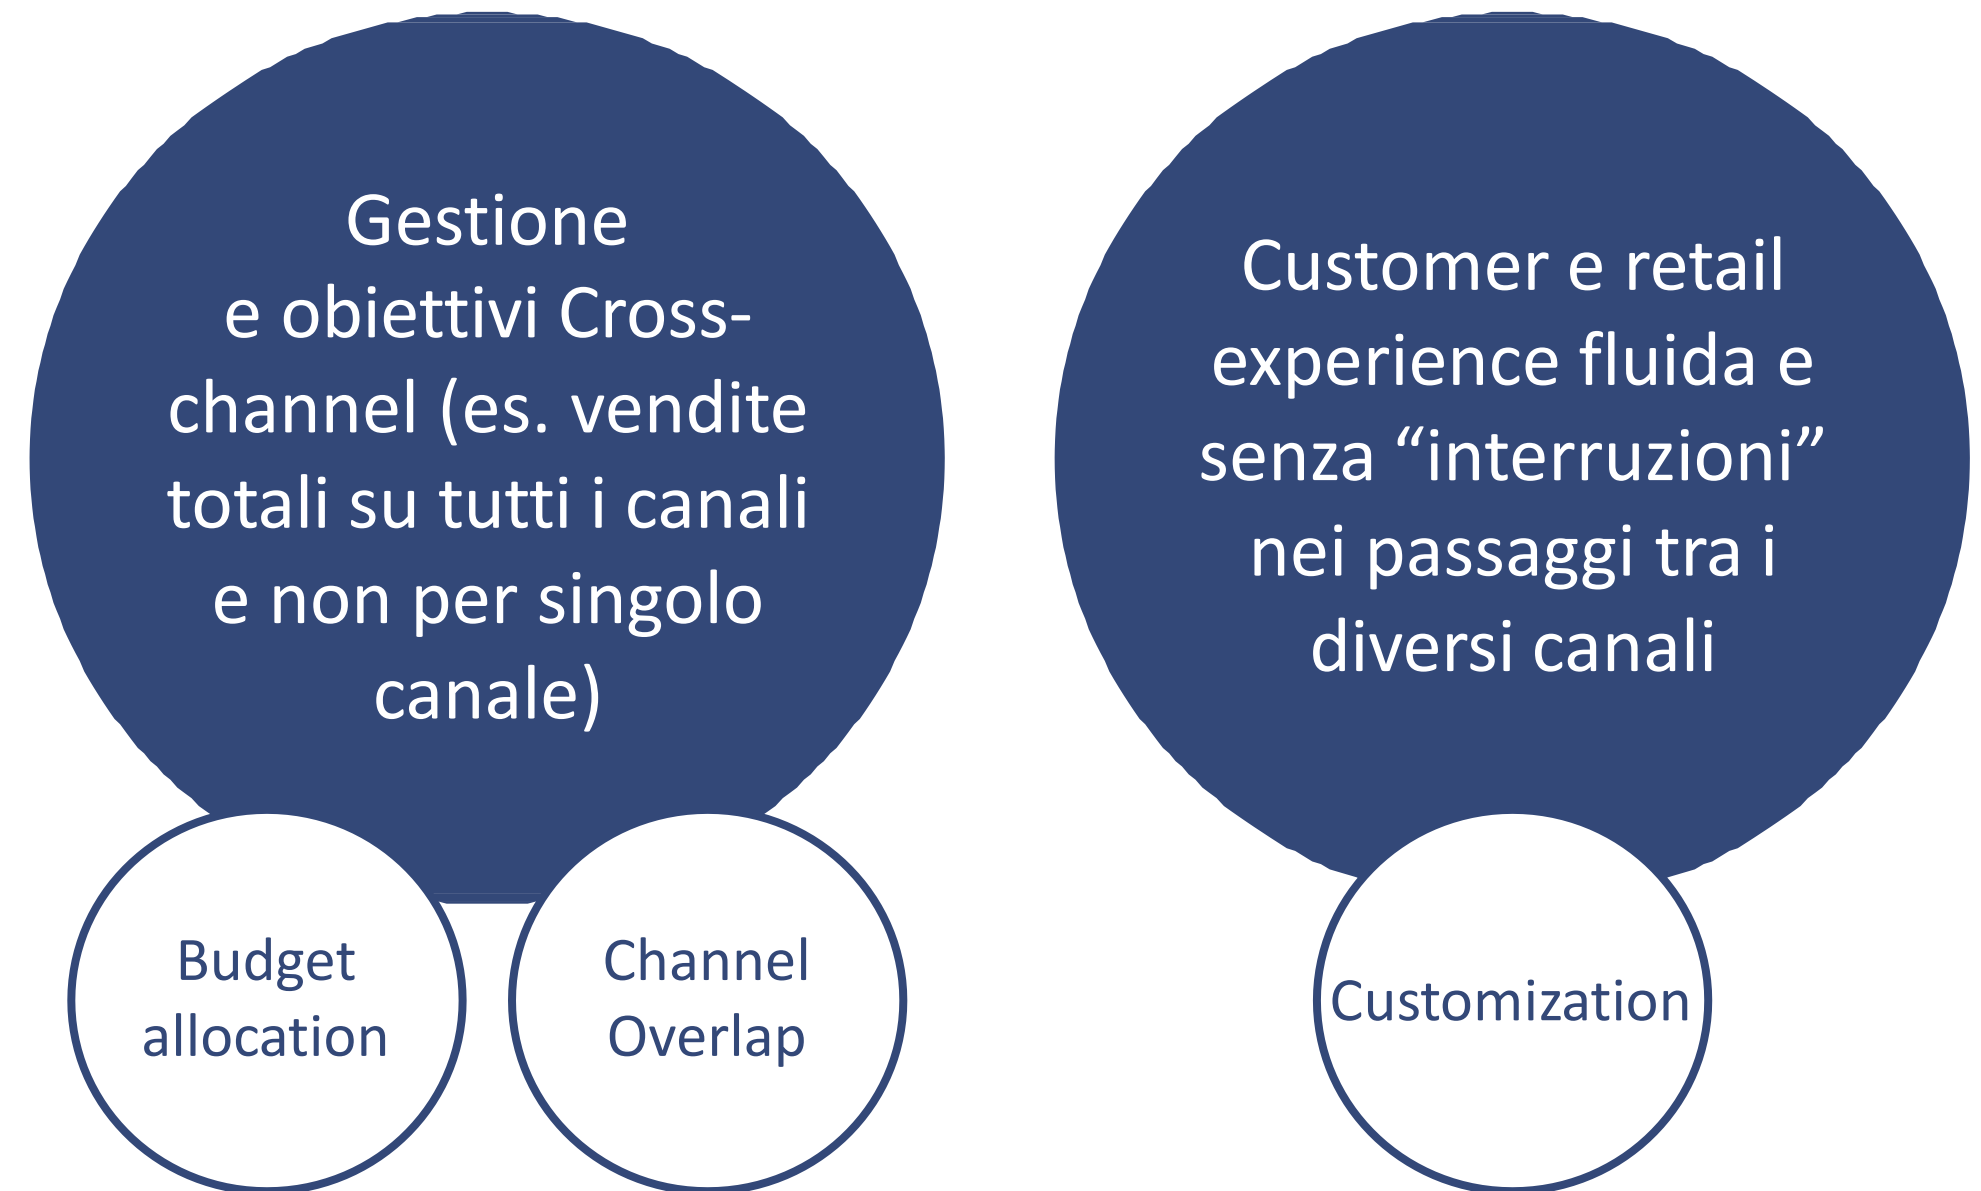 Gestione
e obiettivi Cross-
channel (es. vendite
totali su tutti i canali
e non per singolo
canale)
Budget
allocation
Channel
Overlap
Customer e retail
experience fluida e
senza “interruzioni”
nei passaggi tra i
diversi canali
Customization